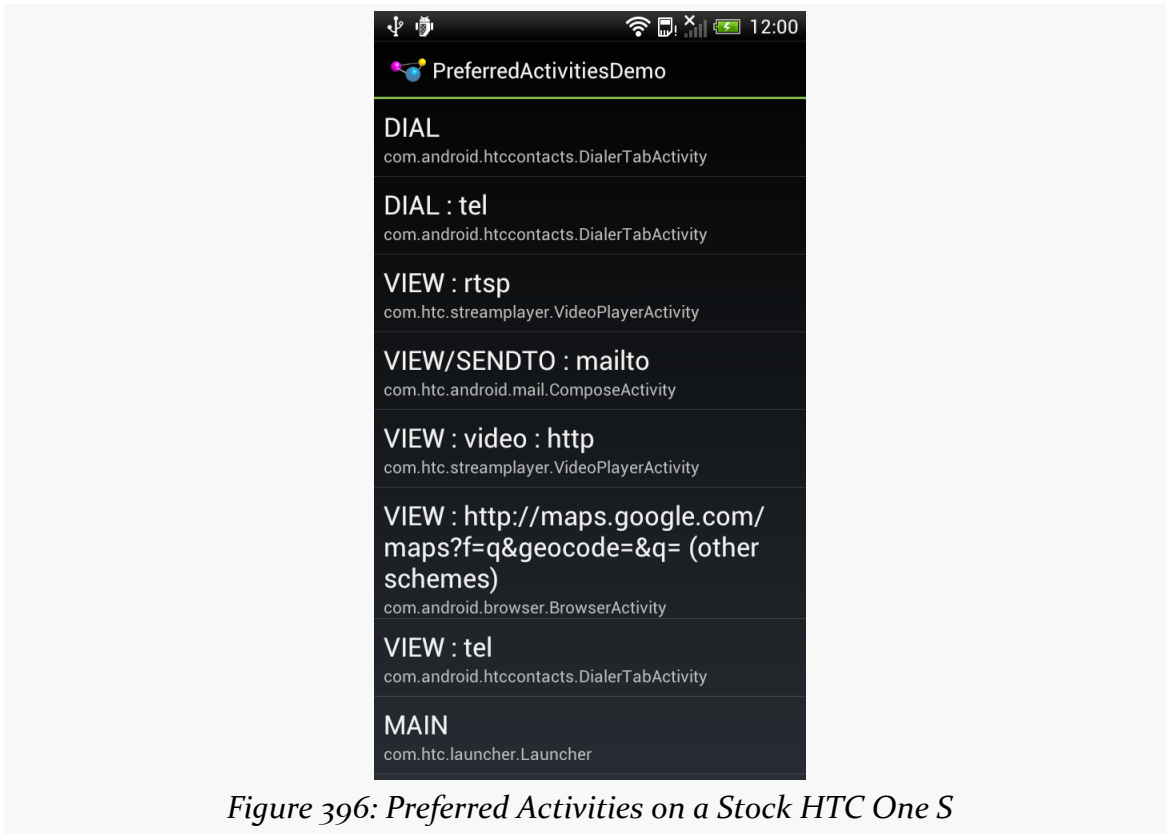 12:00
PreferredActivitiesDemo
DIAL
com.android.htccontacts.DialerTabActivity
DIAL : tel
com.android.htccontacts.DialerTabActivity
VIEW : rtsp
com.htc.streamplayer.VideoPlayerActivity
VIEW/SENDTO : mailto
com.htc.android.mail.ComposeActivity
VIEW : video : http
com.htc.streamplayer.VideoPlayerActivity
VIEW : http://maps.google.com/
maps?f=q&geocode=&q= (other
schemes)
com.android.browser.BrowserActivity
VIEW : tel
com.android.htccontacts.DialerTabActivity
MAIN
com.htc.launcher.Launcher
Figure 396: Preferred Activities on a Stock HTC One S